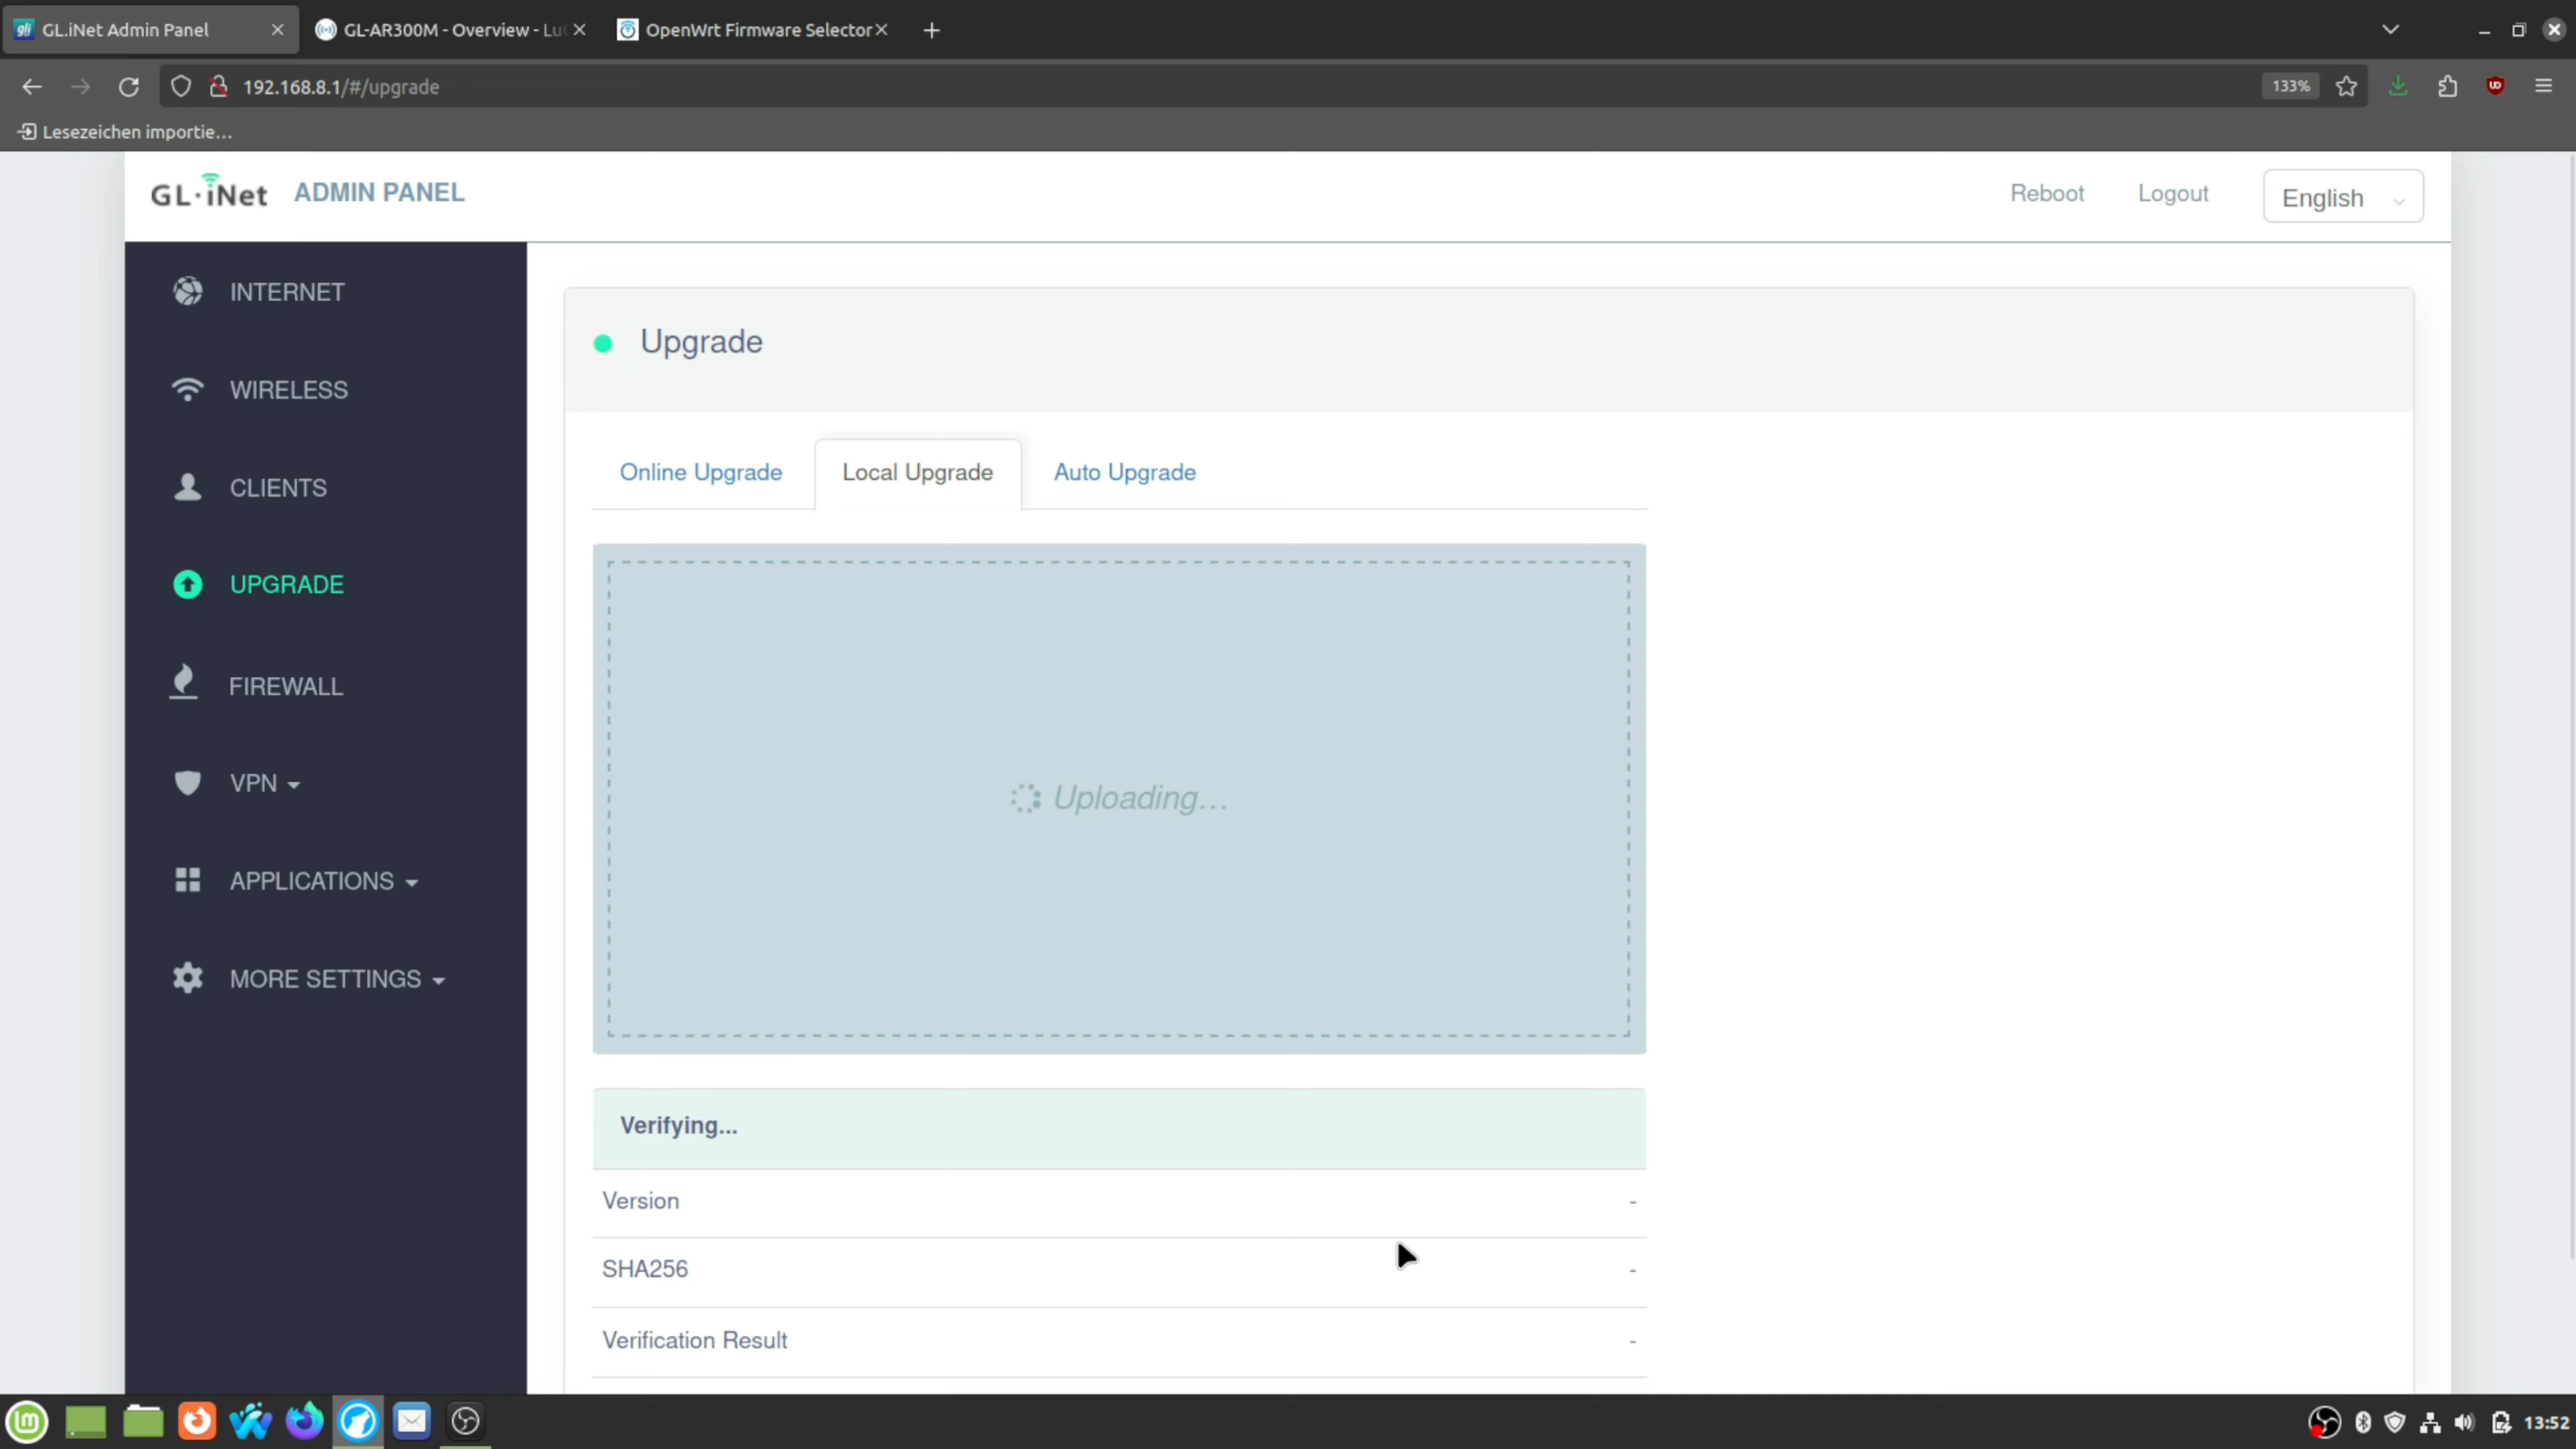 GL.iNet Admin Panel
GL-AR300M - Overview - Lu
OpenWrt Firmware Selector
192.168.8.1/#/upgrade
133%
Lesezeichen importie...
GL·iNet ADMIN PANEL
Reboot
Logout
English
INTERNET
WIRELESS
CLIENTS
UPGRADE
FIREWALL
VPN
APPLICATIONS
MORE SETTINGS
Upgrade
Online Upgrade
Local Upgrade
Auto Upgrade
Uploading...
Verifying...
Version -
SHA256 -
Verification Result -
13:52